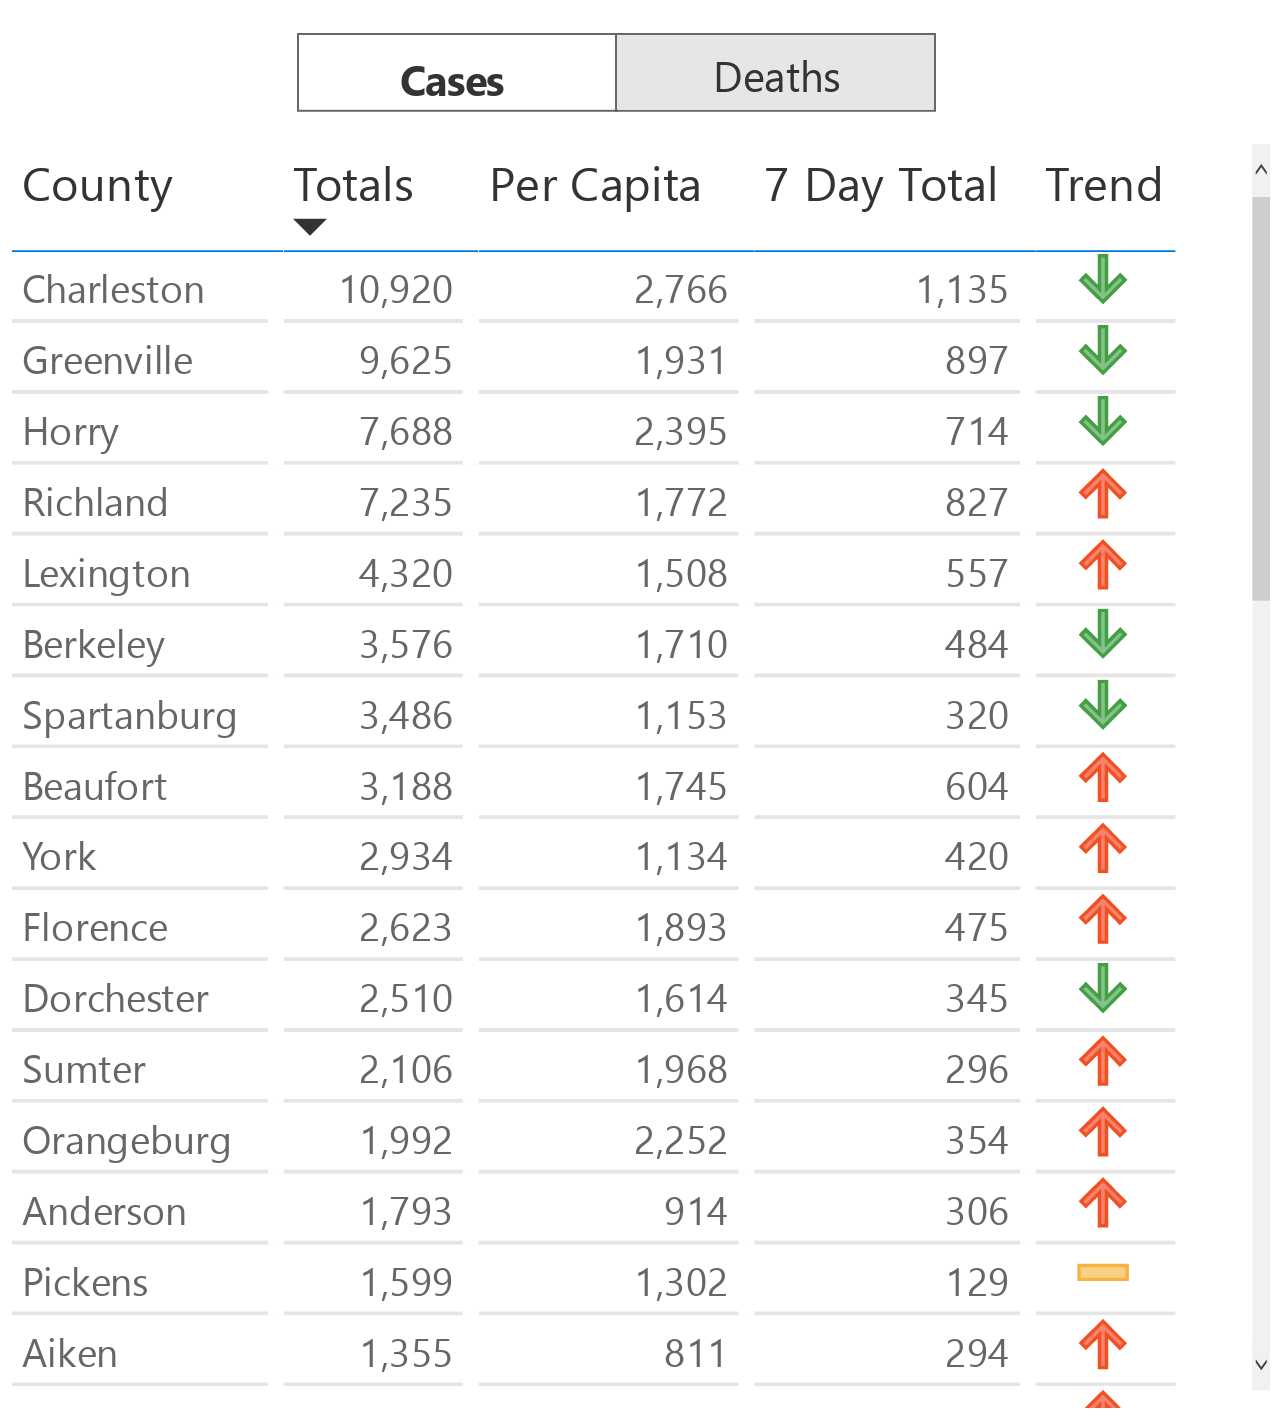 Cases Deaths
County Totals Per Capita 7 Day Total Trend
Charleston 10,920 2,766 1,135
Greenville 9,625 1,931 897
Horry 7,688 2,395 714
Richland 7,235 1,772 827
Lexington 4,320 1,508 557
Berkeley 3,576 1,710 484
Spartanburg 3,486 1,153 320
Beaufort 3,188 1,745 604
York 2,934 1,134 420
Florence 2,623 1,893 475
Dorchester 2,510 1,614 345
Sumter 2,106 1,968 296
Orangeburg 1,992 2,252 354
Anderson 1,793 914 306
Pickens 1,599 1,302 129
Aiken 1,355 811 294